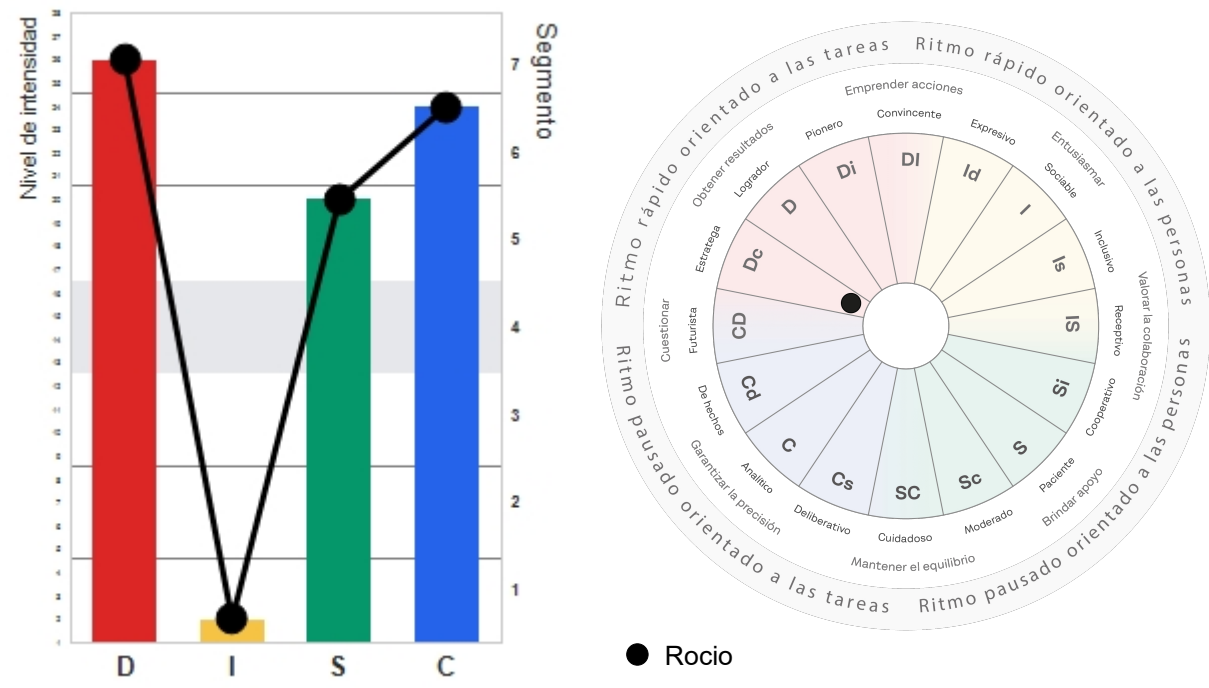 Nivel de intensidad
Segmento
7
6
5
4
3
2
1
D
I
S
C
Ritmo rápido orientado a las tareas
Ritmo rápido orientado a las personas
Ritmo pausado orientado a las tareas
Ritmo pausado orientado a las personas
Emprender acciones
Entusiasmar
Valorar la colaboración
Brindar apoyo
Mantener el equilibrio
Garantizar la precisión
Cuestionar
Obtener resultados
Convincente
Expresivo
Sociable
Inclusivo
Receptivo
Cooperativo
Paciente
Moderado
Cuidadoso
Deliberativo
Analítico
De hechos
Futurista
Estratega
Logrador
Pionero
DI
Id
I
Is
IS
Si
S
Sc
SC
Cs
C
Cd
CD
Dc
D
Di
Rocio